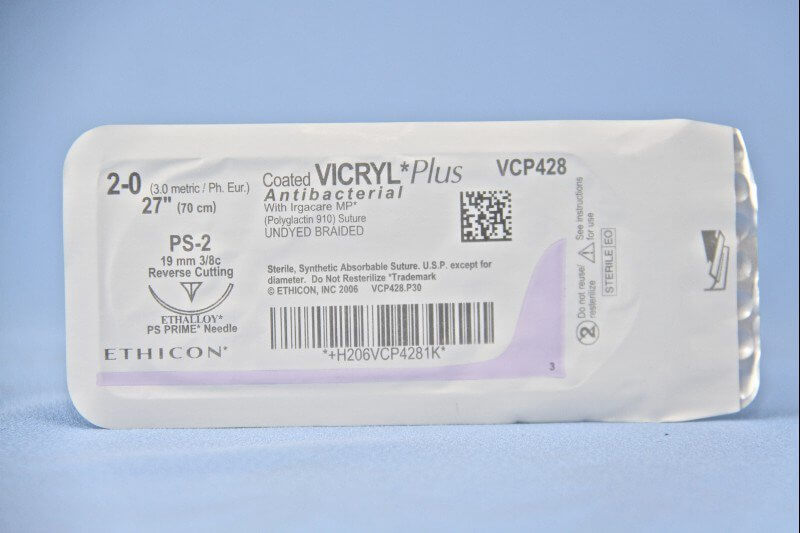 2-0 (3.0 metric / Ph. Eur.)
27" (70 cm)
PS-2
19 mm 3/8c
Reverse Cutting
ETHALLOY*
PS PRIME* Needle
ETHICON*
Coated VICRYL* Plus
Antibacterial
With Irgacare MP*
(Polyglactin 910) Suture
UNDYED BRAIDED
VCP428
Sterile, Synthetic Absorbable Suture. U.S.P. except for
diameter. Do Not Resterilize *Trademark
© ETHICON, INC 2006 VCP428.P30
*+H206VCP4281K*
3
2
Do not reuse/
resterilize
See instructions
for use
STERILE EO